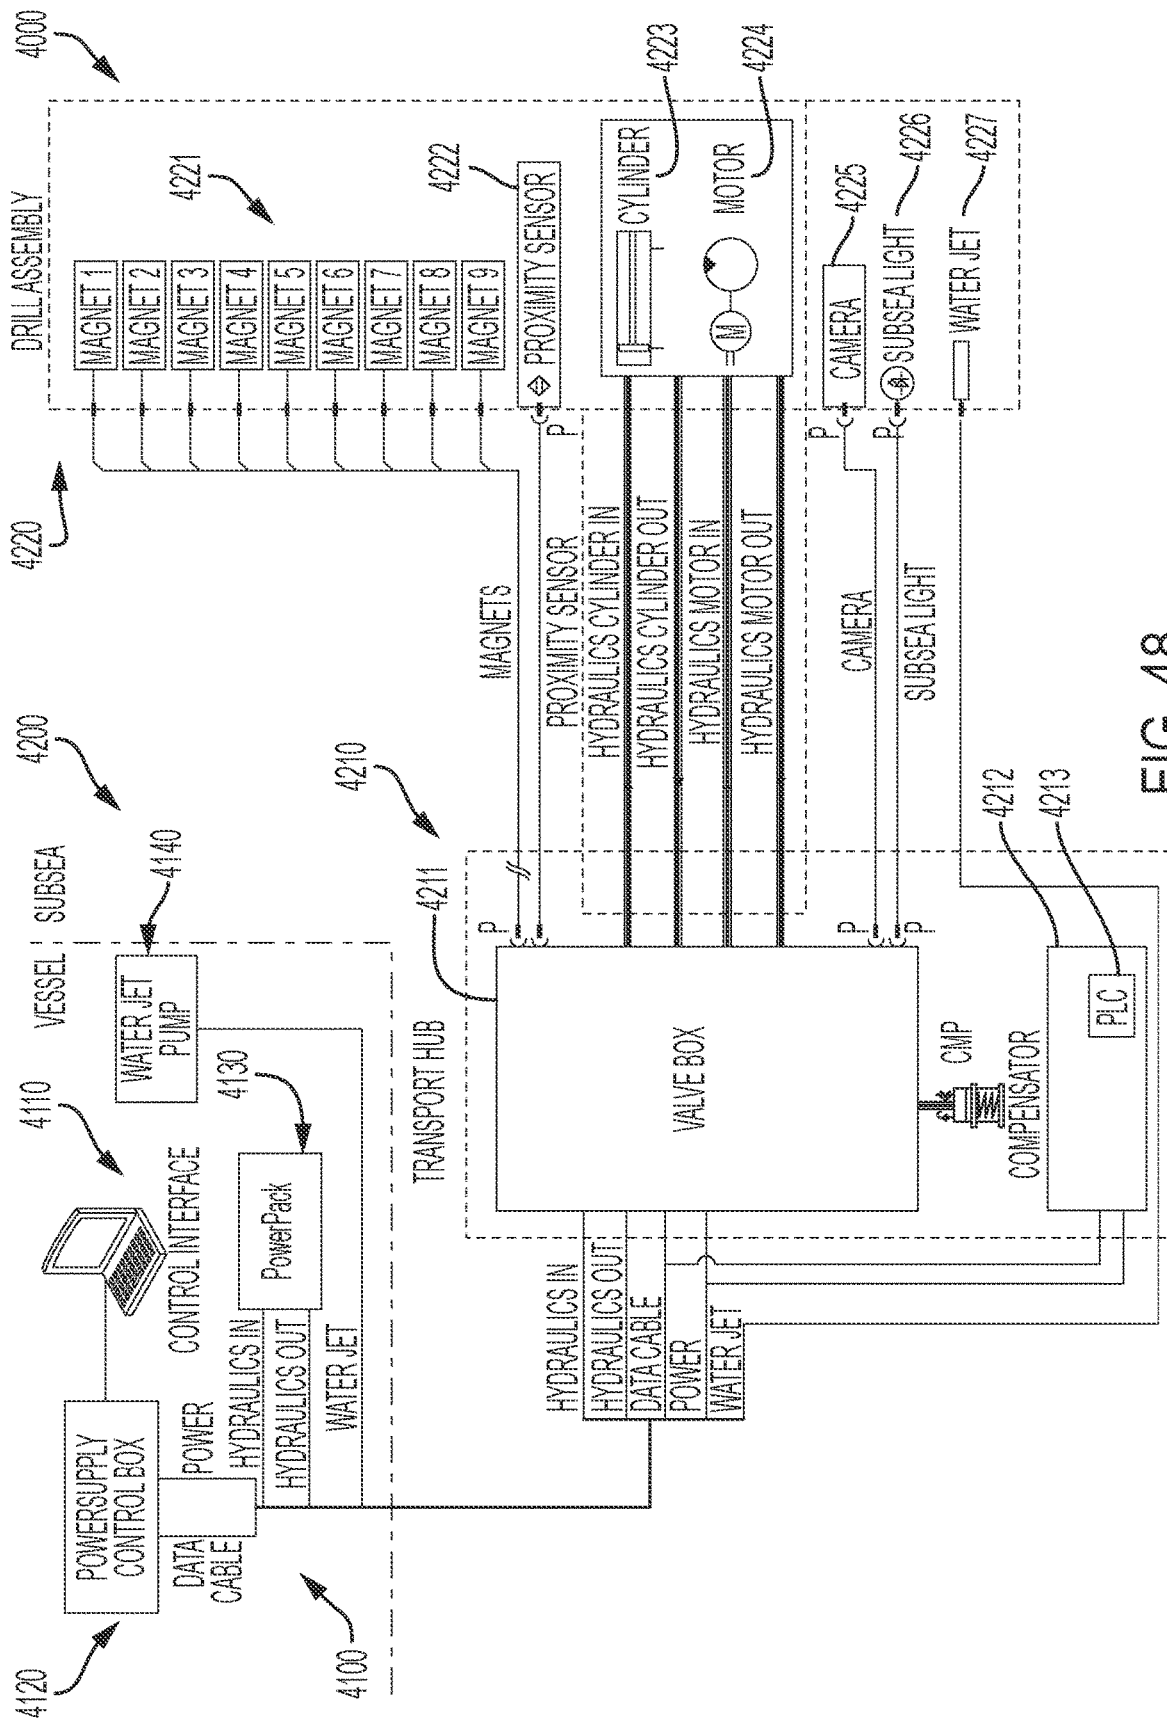 4000
DRILL ASSEMBLY
4220
4221
MAGNET 1
MAGNET 2
MAGNET 3
MAGNET 4
MAGNET 5
MAGNET 6
MAGNET 7
MAGNET 8
MAGNET 9
4222
PROXIMITY SENSOR
P
CYLINDER
4223
M
MOTOR
4224
CAMERA
4225
P
SUBSEA LIGHT
4226
P
WATER JET
4227
MAGNETS
PROXIMITY SENSOR
HYDRAULICS CYLINDER IN
HYDRAULICS CYLINDER OUT
HYDRAULICS MOTOR IN
HYDRAULICS MOTOR OUT
CAMERA
SUBSEA LIGHT
4200
VESSEL
SUBSEA
4140
WATER JET
PUMP
4110
CONTROL INTERFACE
4130
PowerPack
POWERSUPPLY
CONTROL BOX
4120
DATA
CABLE
POWER
HYDRAULICS IN
HYDRAULICS OUT
WATER JET
4100
4210
TRANSPORT HUB
4211
P
VALVE BOX
P
P
HYDRAULICS IN
HYDRAULICS OUT
DATA CABLE
POWER
WATER JET
CMP
COMPENSATOR
PLC
4212
4213
FIG. 48